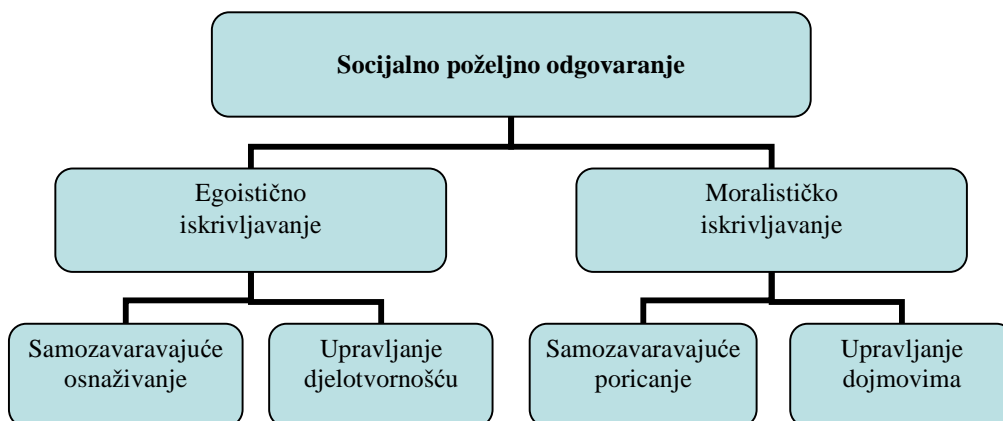 Socijalno poželjno odgovaranje
Egoistično
iskrivljavanje
Moralističko
iskrivljavanje
Samozavaravajuće
osnaživanje
Upravljanje
djelotvornošću
Samozavaravajuće
poricanje
Upravljanje
dojmovima